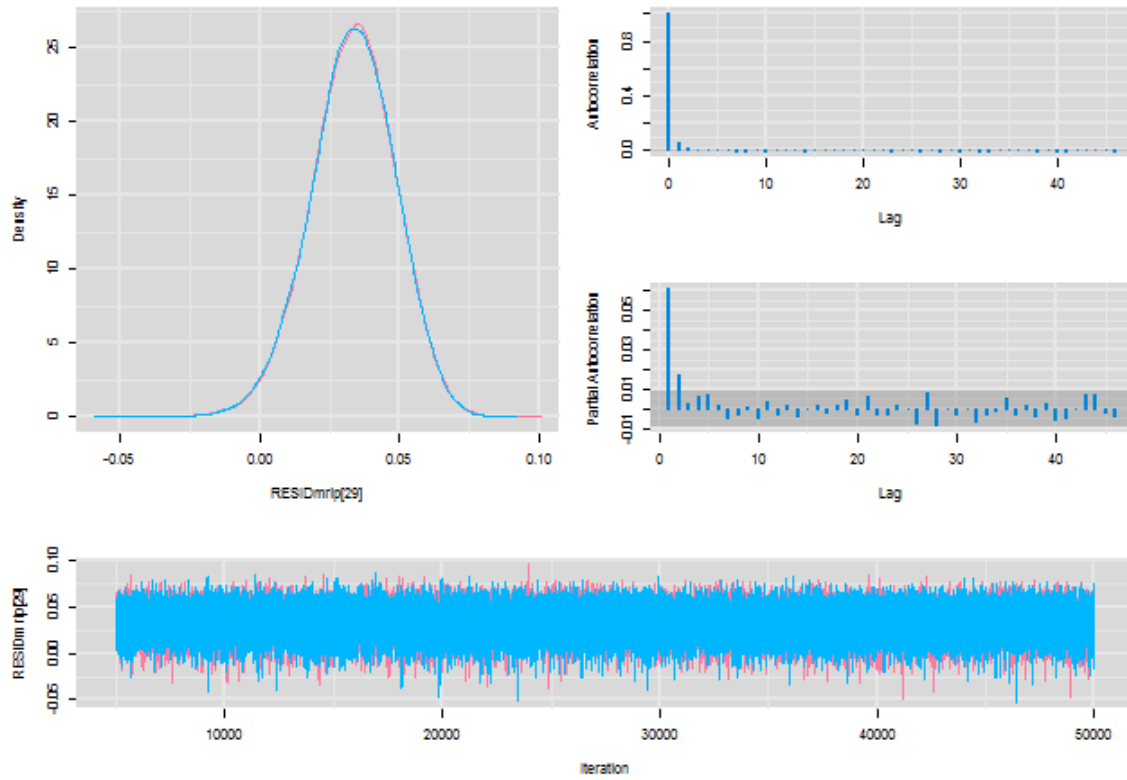 Density
25
20
15
10
5
0
-0.05 0.00 0.05 0.10
RESIDmrip[29]
Autocorrelation
0.8
0.4
0.0
0 10 20 30 40
Lag
Partial Autocorrelation
0.05
0.03
0.01
-0.01
0 10 20 30 40
Lag
RESIDmrip[29]
0.10
0.05
0.00
-0.05
10000 20000 30000 40000 50000
Iteration